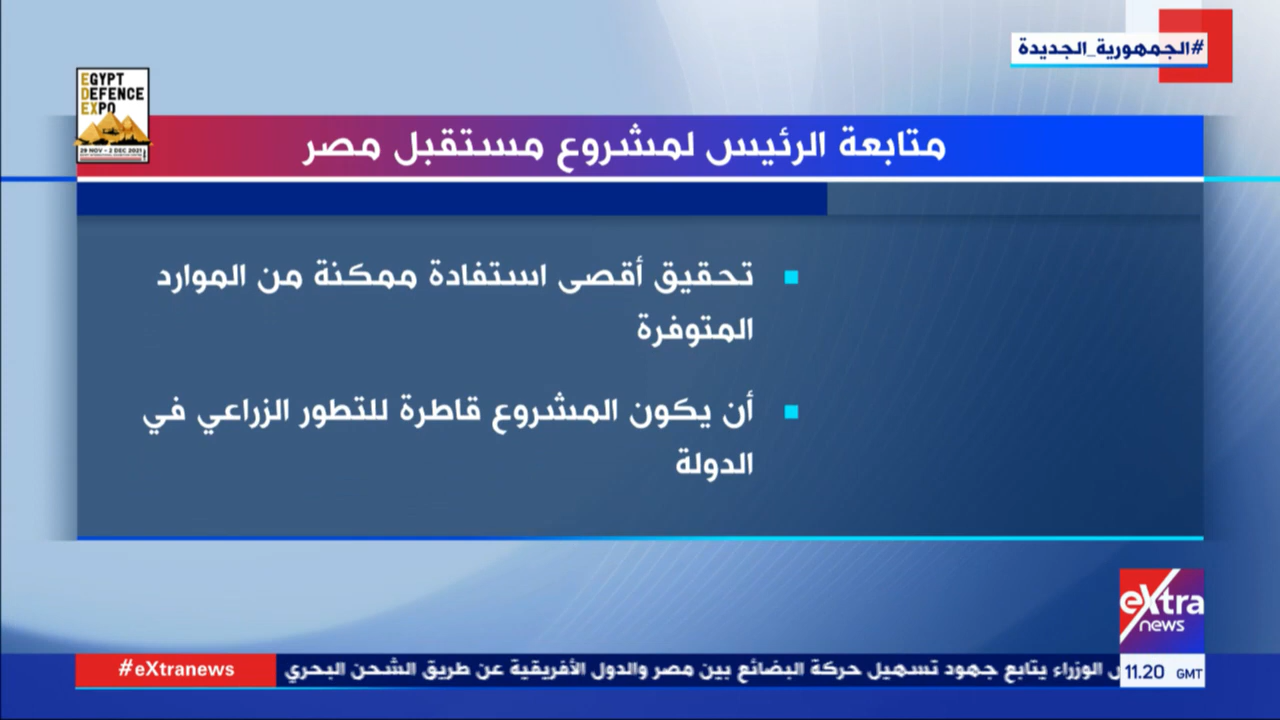 #الجمهورية_الجديدة
EGYPT
DEFENCE
EXPO
29 NOV - 2 DEC 2021
متابعة الرئيس لمشروع مستقبل مصر
تحقيق أقصى استفادة ممكنة من الموارد
المتوفرة
أن يكون المشروع قاطرة للتطور الزراعي في
الدولة
eXtra
news
#eXtranews
الوزراء يتابع جهود تسهيل حركة البضائع بين مصر والدول الأفريقية عن طريق الشحن البحري
11.20 GMT